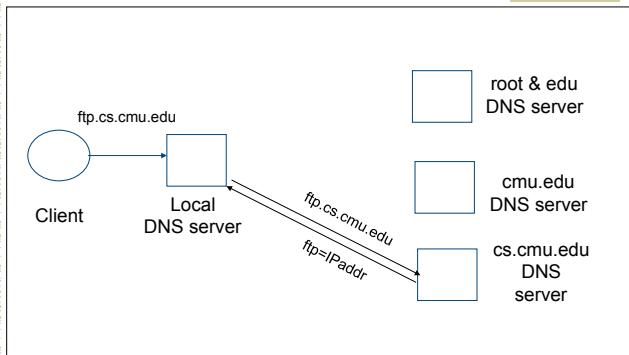 root & edu
DNS server
ftp.cs.cmu.edu
cmu.edu
DNS server
Client
Local
DNS server
ftp.cs.cmu.edu
ftp=IPaddr
cs.cmu.edu
DNS
server